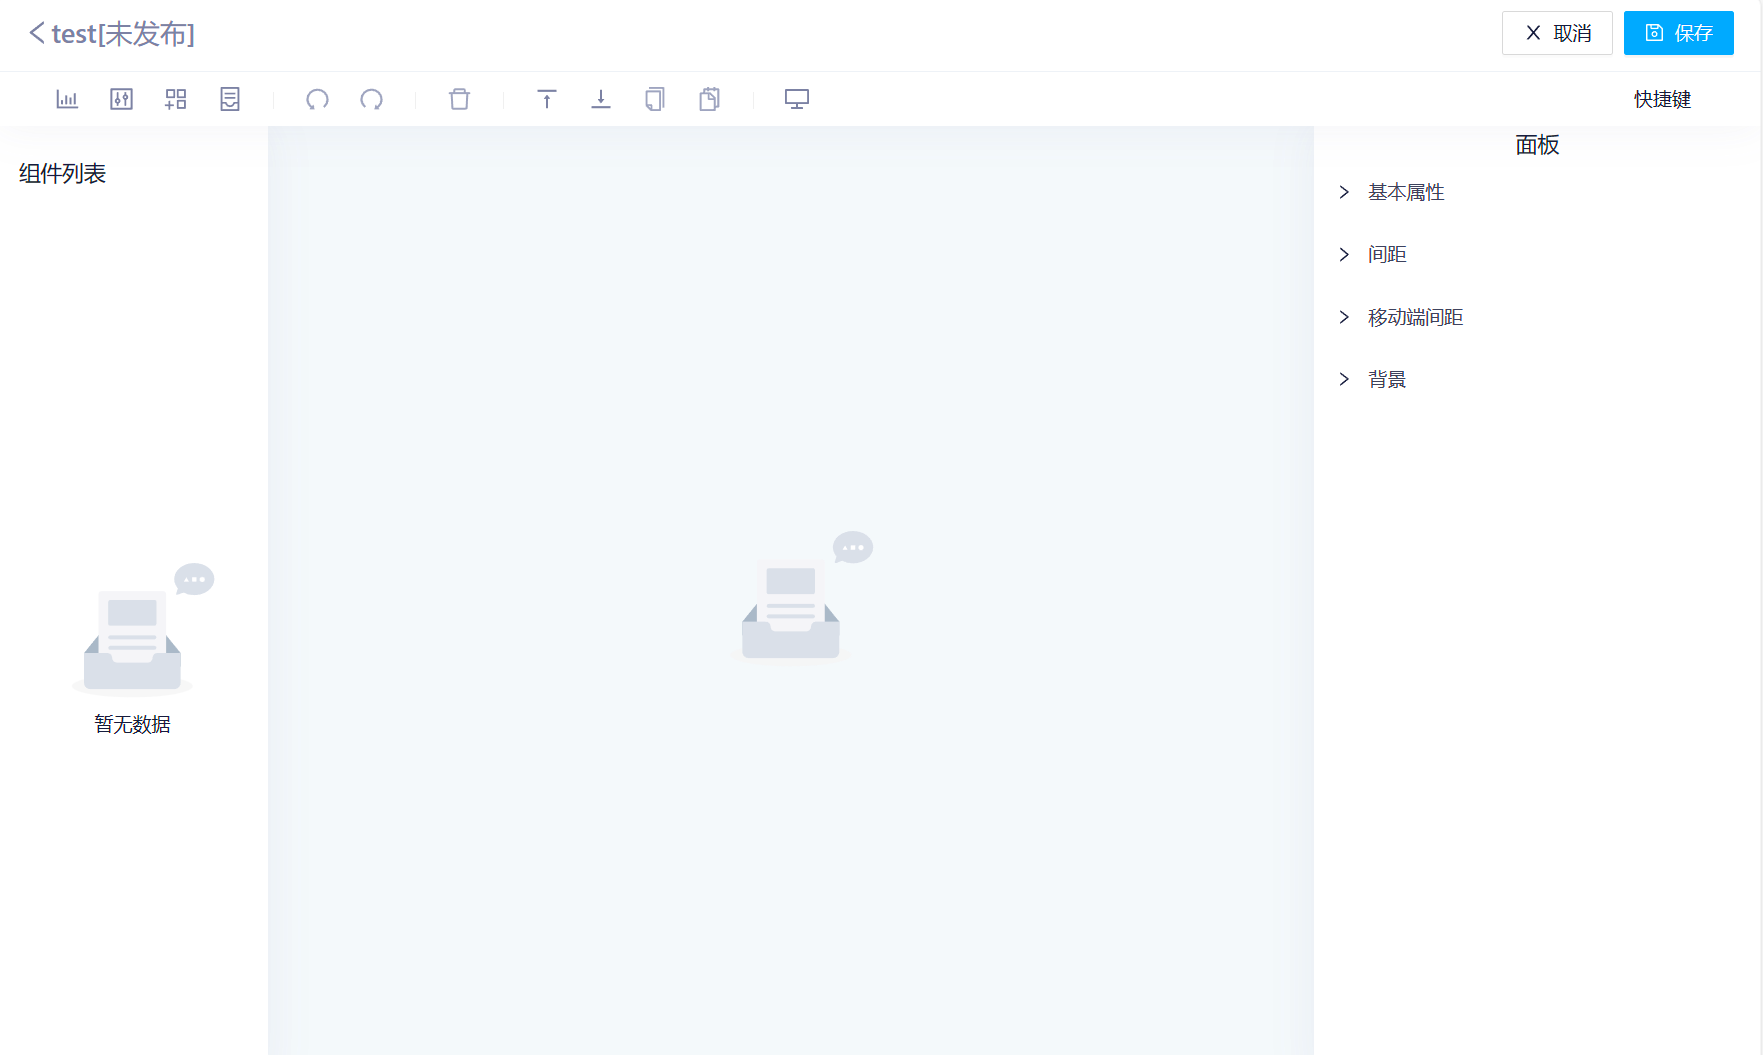 test[未发布]
取消
保存
快捷键
组件列表
面板
基本属性
间距
移动端间距
背景
暂无数据